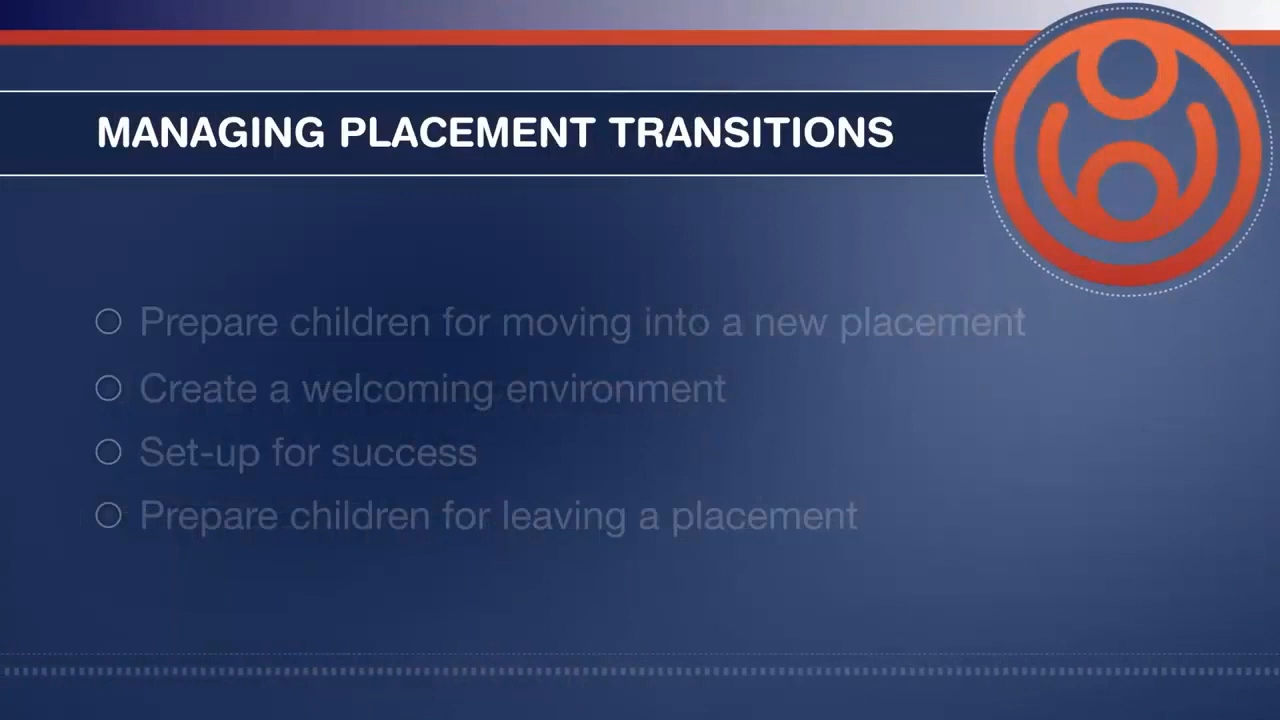 MANAGING PLACEMENT TRANSITIONS
Prepare children for moving into a new placement
Create a welcoming environment
Set-up for success
Prepare children for leaving a placement